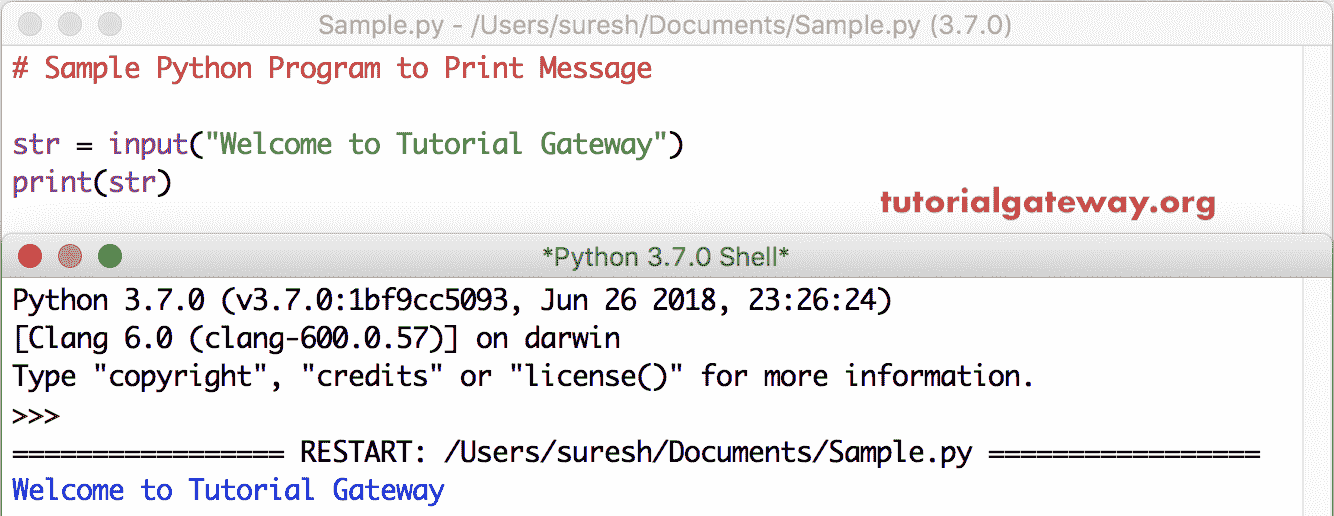 Sample.py - /Users/suresh/Documents/Sample.py (3.7.0)
# Sample Python Program to Print Message
str = input("Welcome to Tutorial Gateway")
print(str)
tutorialgateway.org
*Python 3.7.0 Shell*
Python 3.7.0 (v3.7.0:1bf9cc5093, Jun 26 2018, 23:26:24)
[Clang 6.0 (clang-600.0.57)] on darwin
Type "copyright", "credits" or "license()" for more information.
>>>
================= RESTART: /Users/suresh/Documents/Sample.py =================
Welcome to Tutorial Gateway